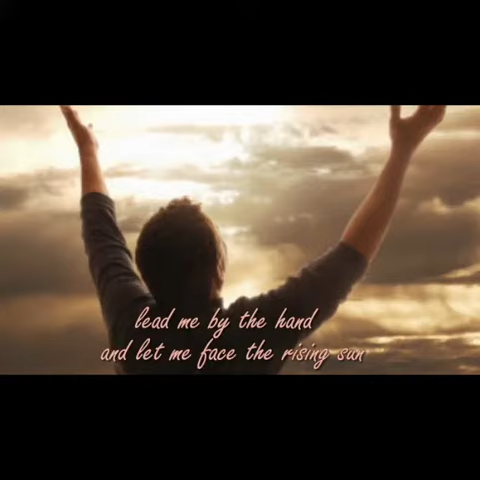 lead me by the hand
and let me face the rising sun